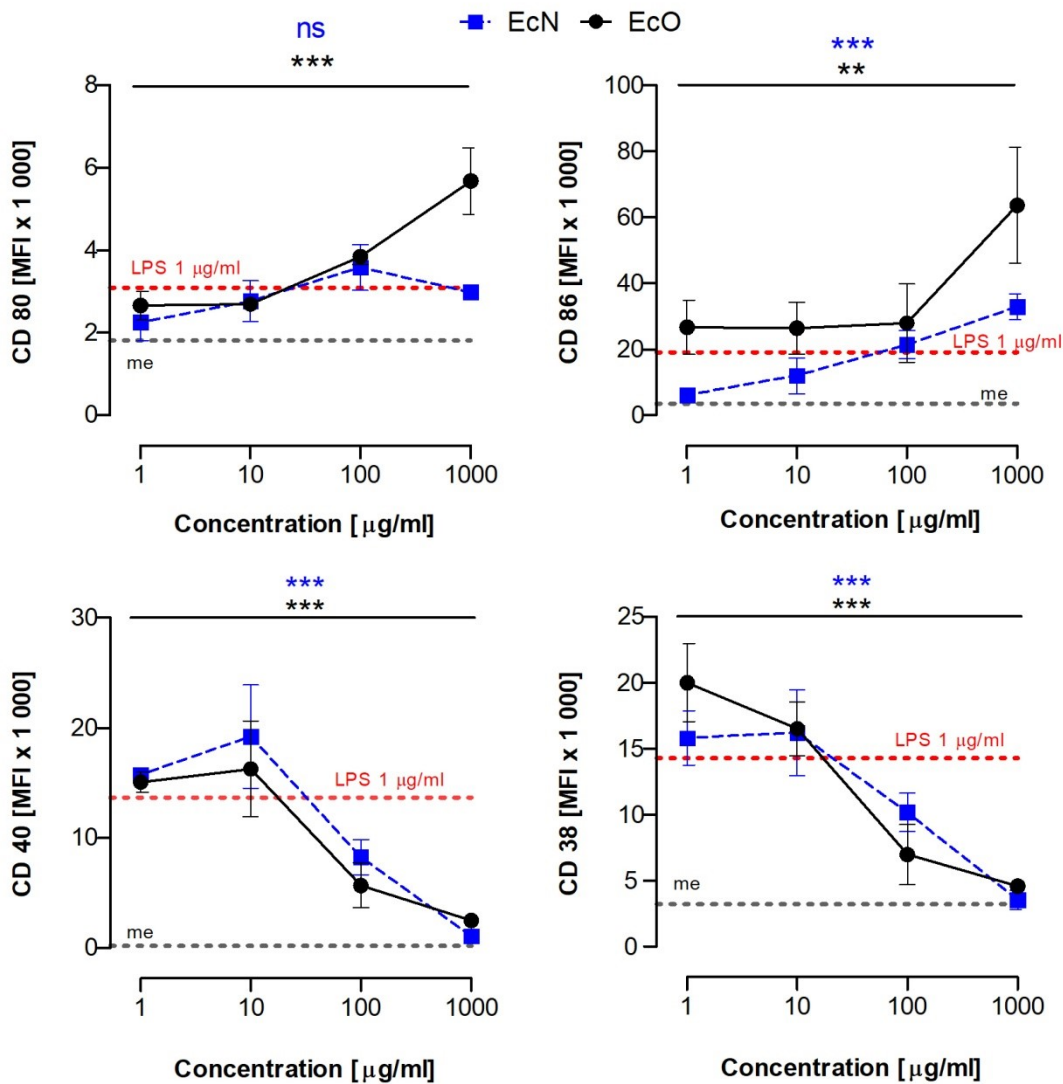 EcN EcO
ns
***
CD 80 [MFI x 1 000]
8
6
4
2
0
LPS 1 μg/ml
me
1 10 100 1000
Concentration [ μg/ml]
***
**
CD 86 [MFI x 1 000]
100
80
60
40
20
0
LPS 1 μg/ml
me
1 10 100 1000
Concentration [ μg/ml]
***
***
CD 40 [MFI x 1 000]
30
20
10
0
LPS 1 μg/ml
me
1 10 100 1000
Concentration [ μg/ml]
***
***
CD 38 [MFI x 1 000]
25
20
15
10
5
0
LPS 1 μg/ml
me
1 10 100 1000
Concentration [ μg/ml]